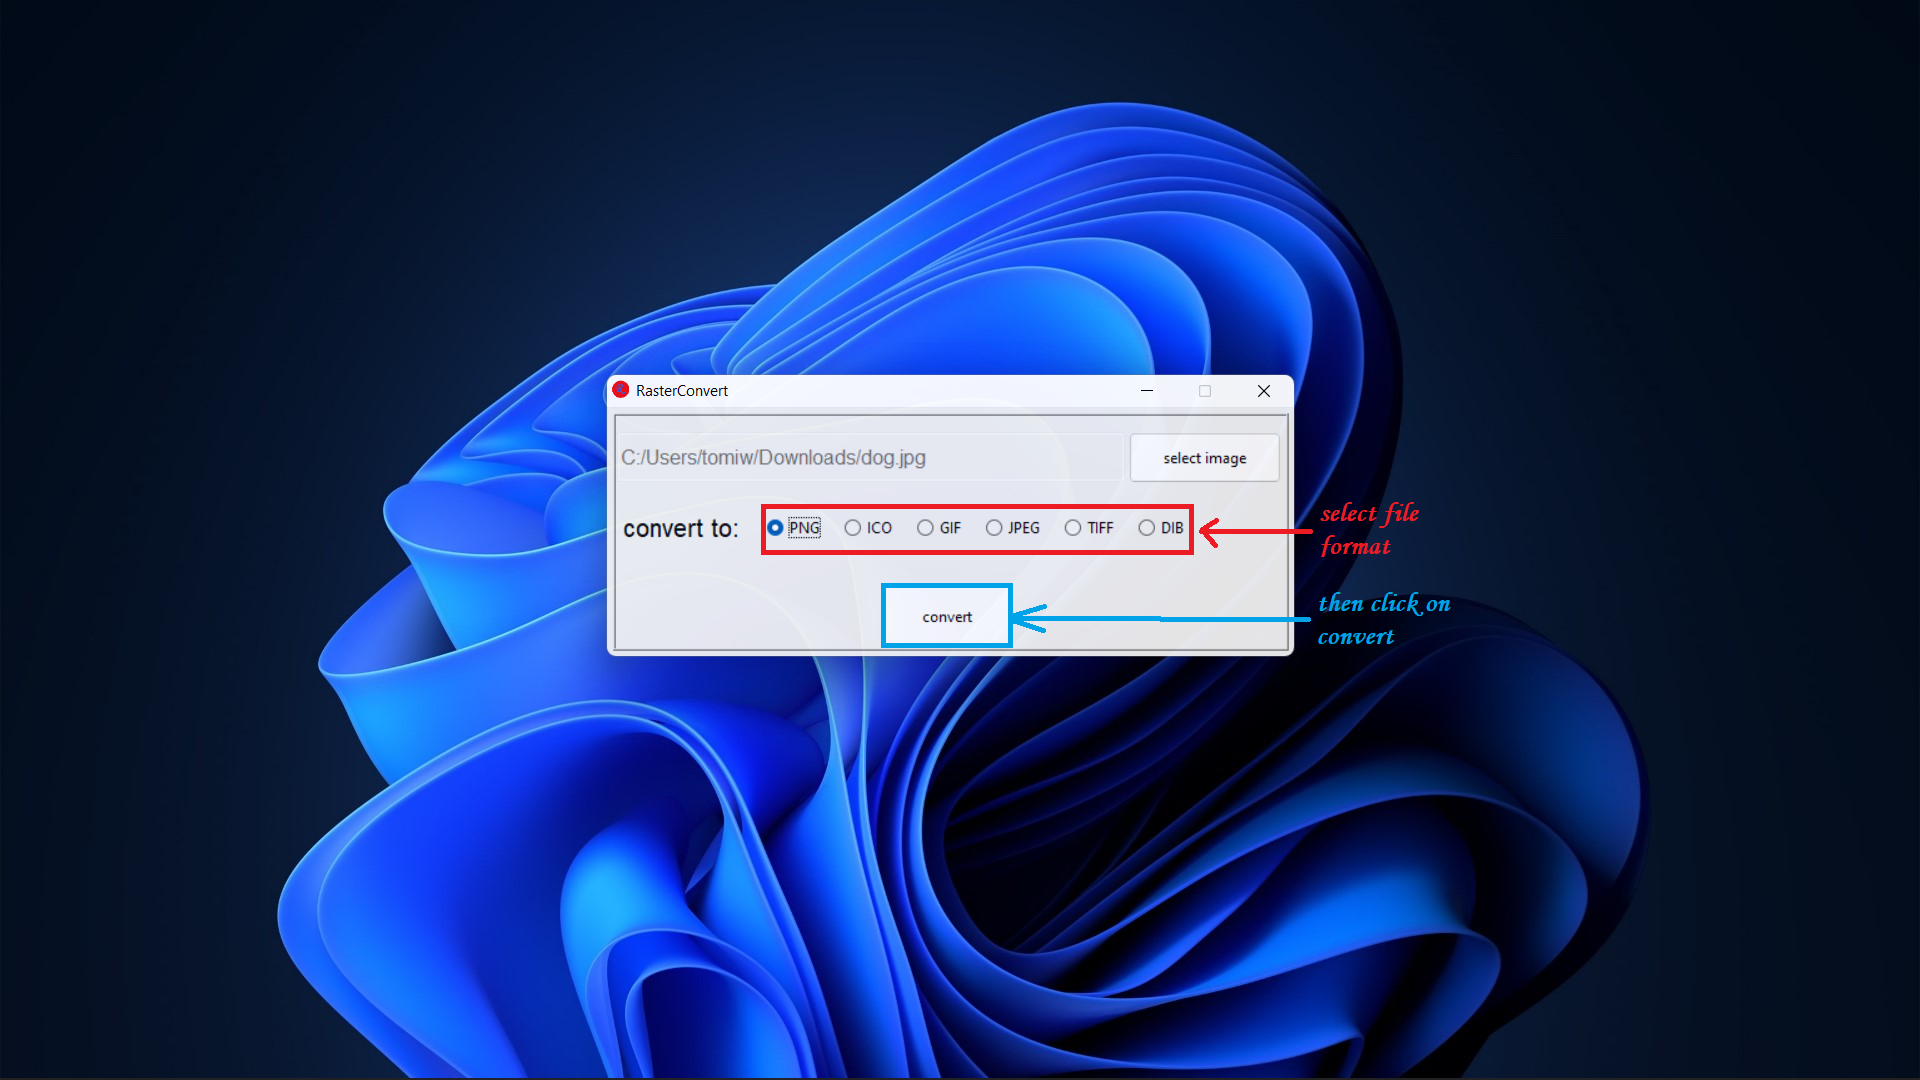 RasterConvert
C:/Users/tomiw/Downloads/dog.jpg
select image
convert to: PNG ICO GIF JPEG TIFF DIB
select file
format
convert
then click on
convert